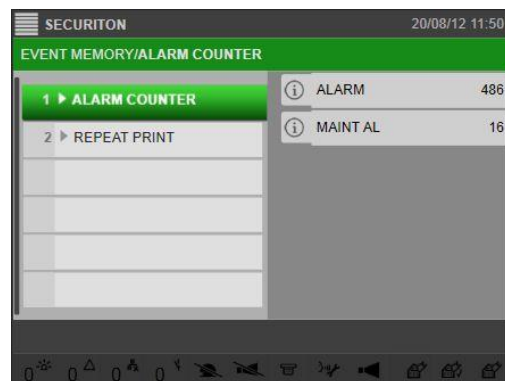 SECURITON 20/08/12 11:50
EVENT MEMORY/ALARM COUNTER
1 ALARM COUNTER
2 REPEAT PRINT
i ALARM 486
i MAINT AL 16
0 0 0 0